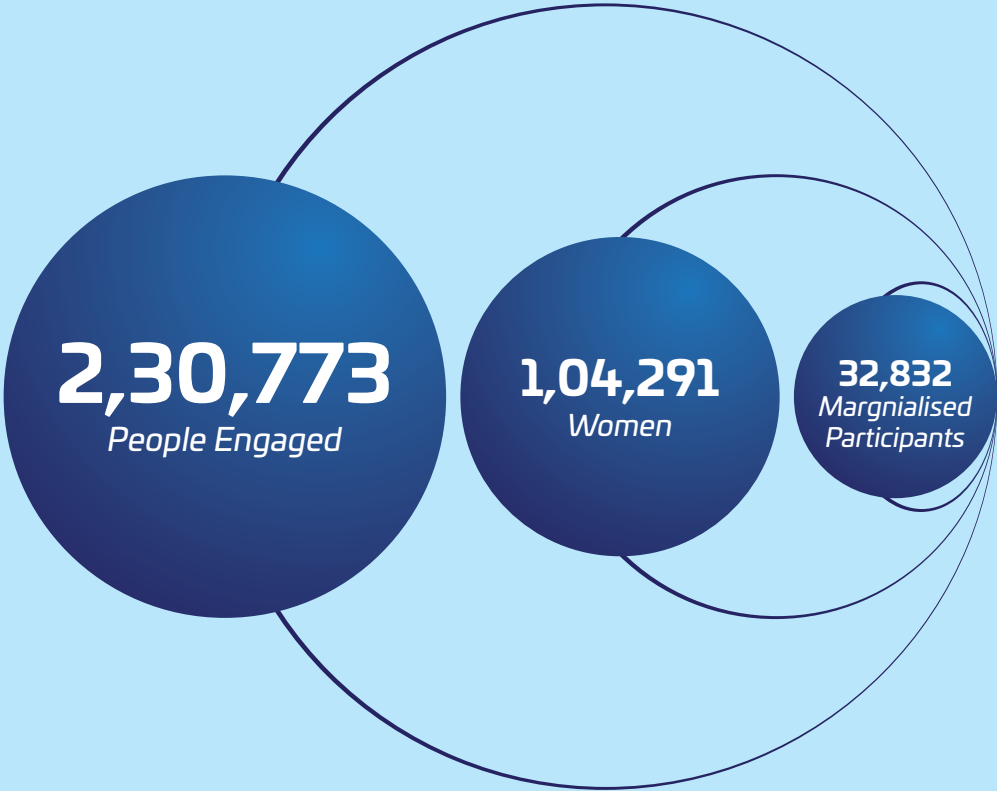 2,30,773
People Engaged
1,04,291
Women
32,832
Margnialised
Participants